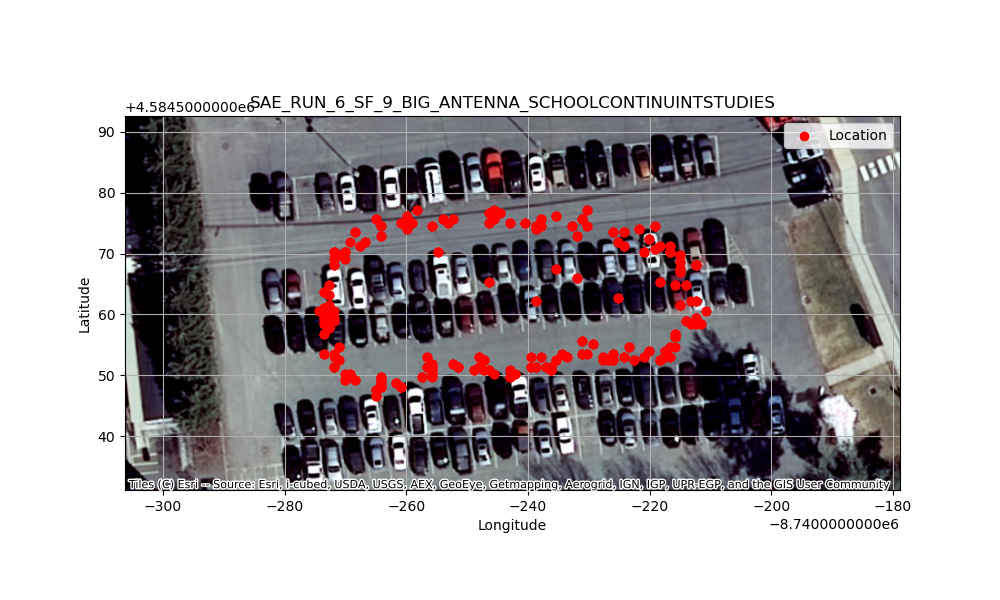 SAE_RUN_6_SF_9_BIG_ANTENNA_SCHOOLCONTINUINTSTUDIES
+4.5845000000e6
Location
90
80
70
60
50
40
Latitude
Tiles (C) Esri -- Source: Esri, i-cubed, USDA, USGS, AEX, GeoEye, Getmapping, Aerogrid, IGN, IGP, UPR-EGP, and the GIS User Community
−300
−280
−260
−240
−220
−200
−180
Longitude
−8.7400000000e6